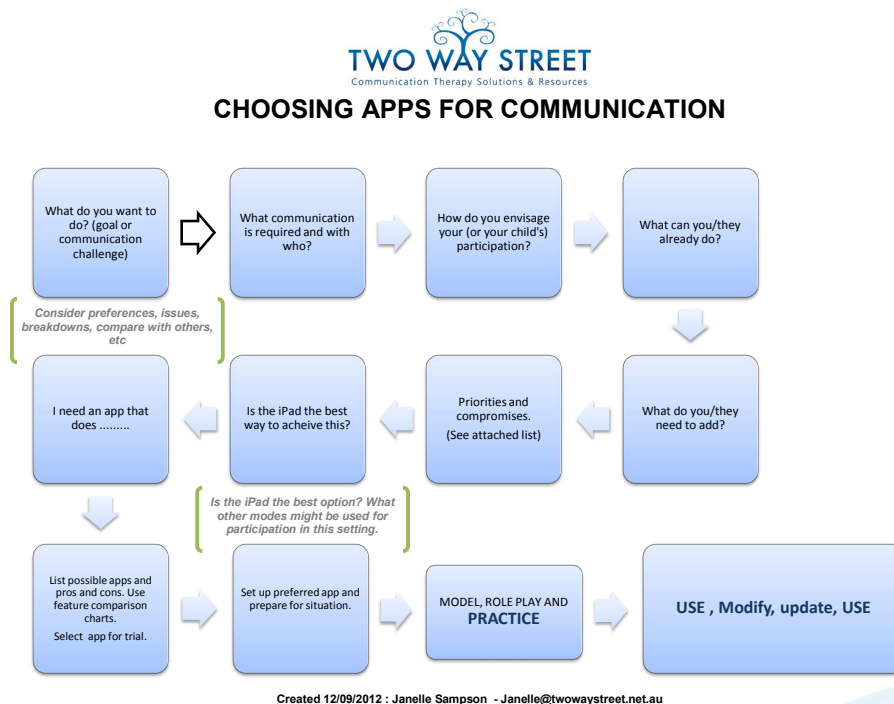 TWO WAY STREET
Communication Therapy Solutions & Resources
CHOOSING APPS FOR COMMUNICATION
What do you want to
do? (goal or
communication
challenge)
What communication
is required and with
who?
How do you envisage
your (or your child's)
participation?
What can you/they
already do?
Consider preferences, issues,
breakdowns, compare with others,
etc
What do you/they
need to add?
Priorities and
compromises.
(See attached list)
Is the iPad the best
way to acheive this?
I need an app that
does .........
Is the iPad the best option? What
other modes might be used for
participation in this setting.
List possible apps and
pros and cons. Use
feature comparison
charts.
Select app for trial.
Set up preferred app and
prepare for situation.
MODEL, ROLE PLAY AND
PRACTICE
USE , Modify, update, USE
Created 12/09/2012 : Janelle Sampson - Janelle@twowaystreet.net.au